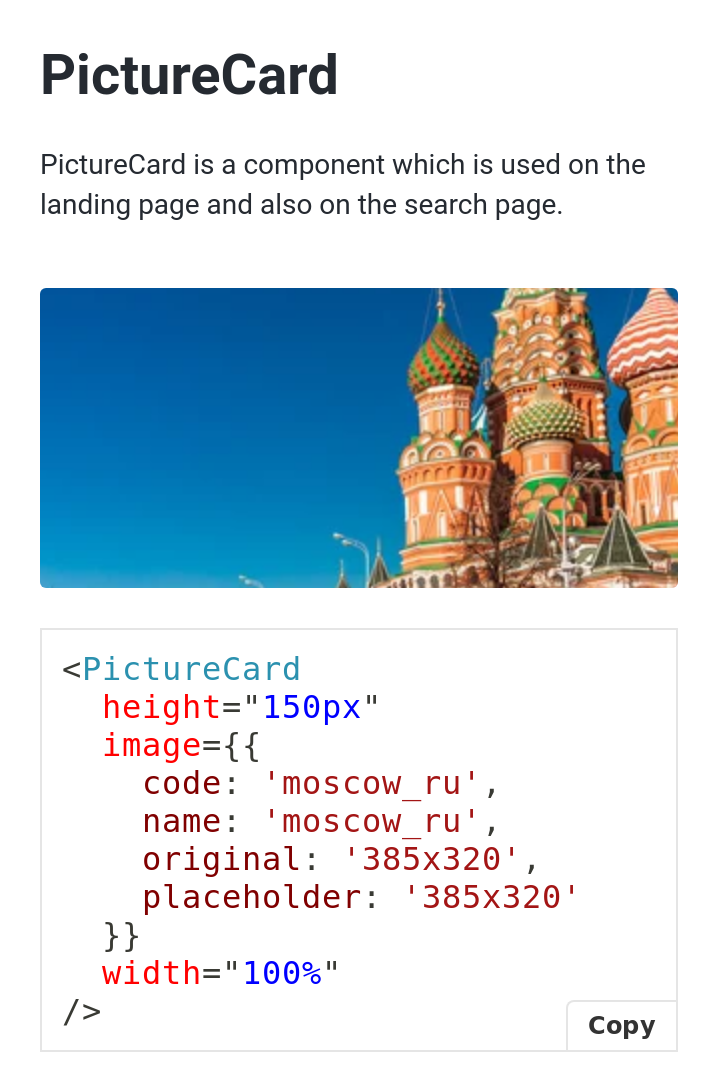 PictureCard
PictureCard is a component which is used on the
landing page and also on the search page.
<PictureCard
  height="150px"
  image={{
    code: 'moscow_ru',
    name: 'moscow_ru',
    original: '385x320',
    placeholder: '385x320'
  }}
  width="100%"
/>
Copy